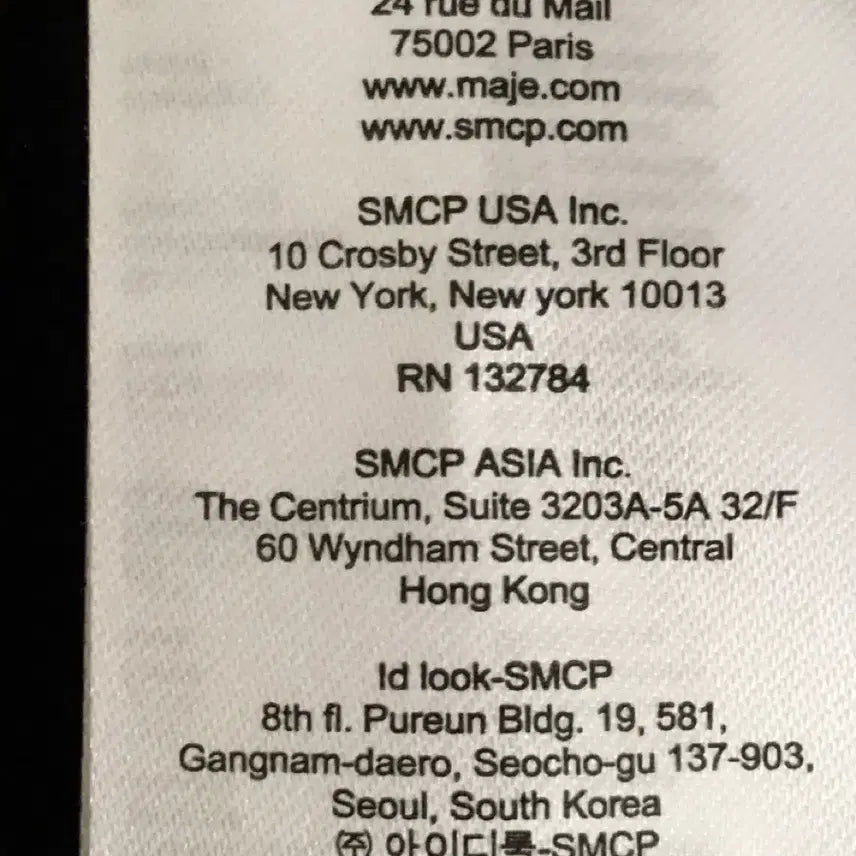 24 rue du Mail
75002 Paris
www.maje.com
www.smcp.com
SMCP USA Inc.
10 Crosby Street, 3rd Floor
New York, New york 10013
USA
RN 132784
SMCP ASIA Inc.
The Centrium, Suite 3203A-5A 32/F
60 Wyndham Street, Central
Hong Kong
Id look-SMCP
8th fl. Pureun Bldg. 19, 581,
Gangnam-daero, Seocho-gu 137-903,
Seoul, South Korea
㈜ 아이디룩-SMCP